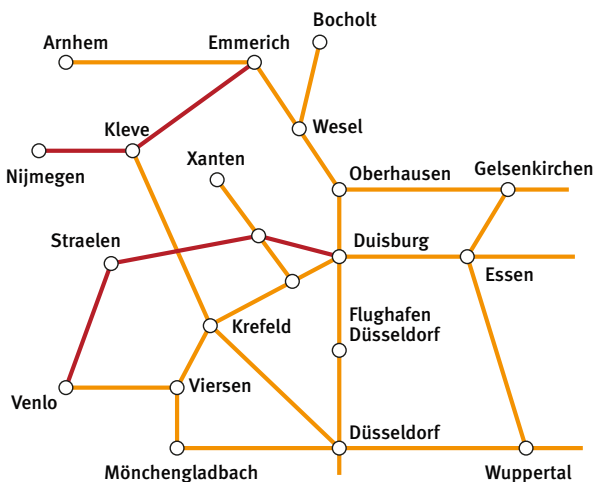 Bocholt
Arnhem
Emmerich
Wesel
Kleve
Xanten
Oberhausen
Gelsenkirchen
Nijmegen
Straelen
Duisburg
Essen
Krefeld
Flughafen
Düsseldorf
Venlo
Viersen
Düsseldorf
Mönchengladbach
Wuppertal